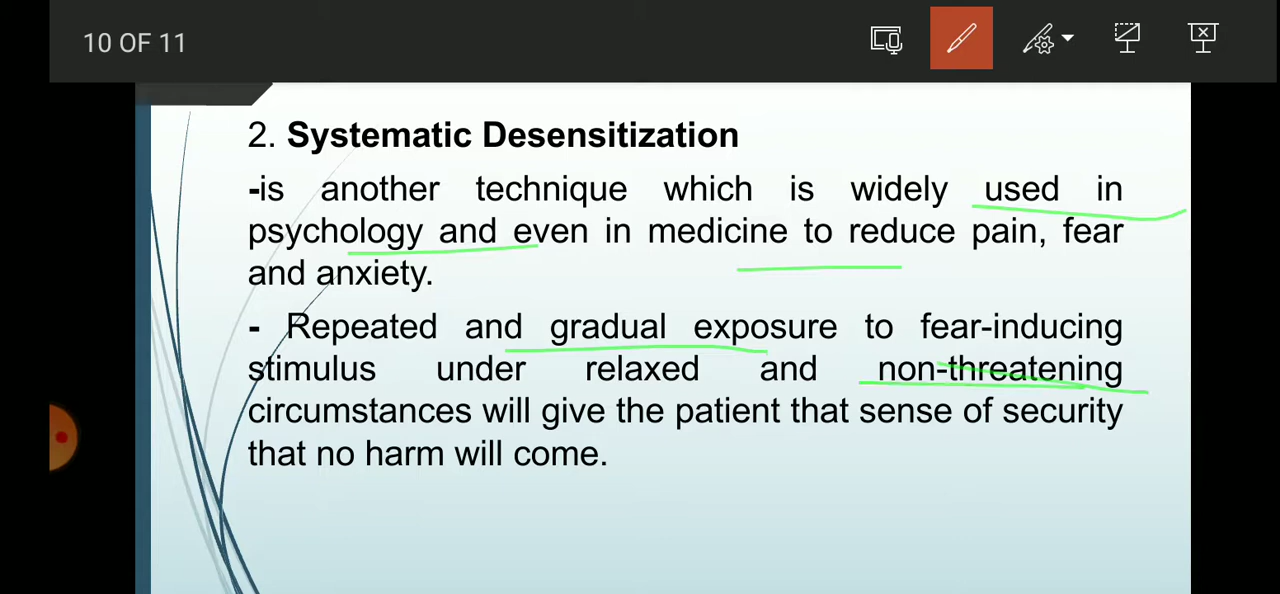 10 OF 11
2. Systematic Desensitization
-is another technique which is widely used in
psychology and even in medicine to reduce pain, fear
and anxiety.
- Repeated and gradual exposure to fear-inducing
stimulus under relaxed and non-threatening
circumstances will give the patient that sense of security
that no harm will come.